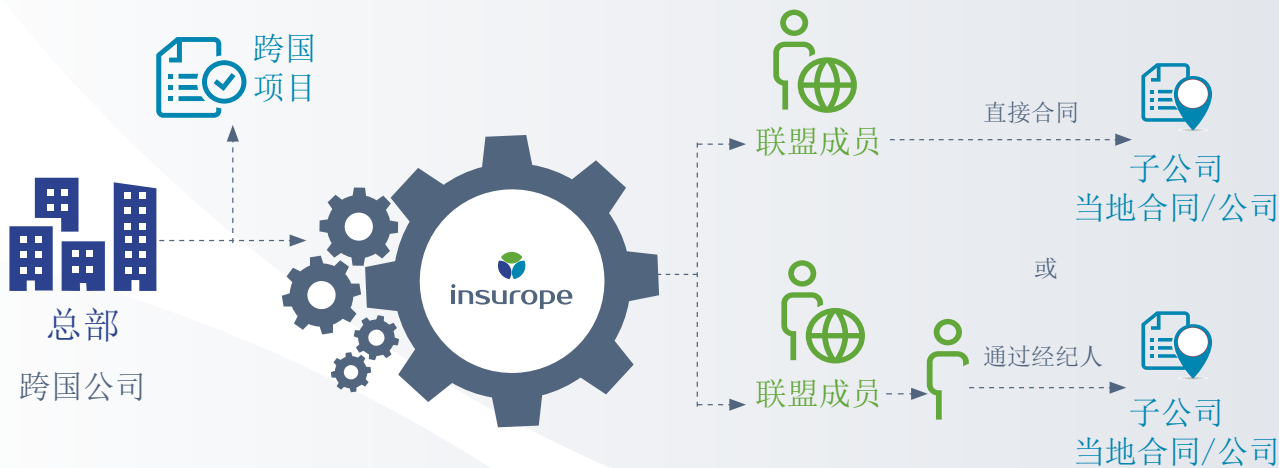 跨国
项目
总部
跨国公司
insurope
联盟成员
直接合同
子公司
当地合同/公司
或
联盟成员
通过经纪人
子公司
当地合同/公司